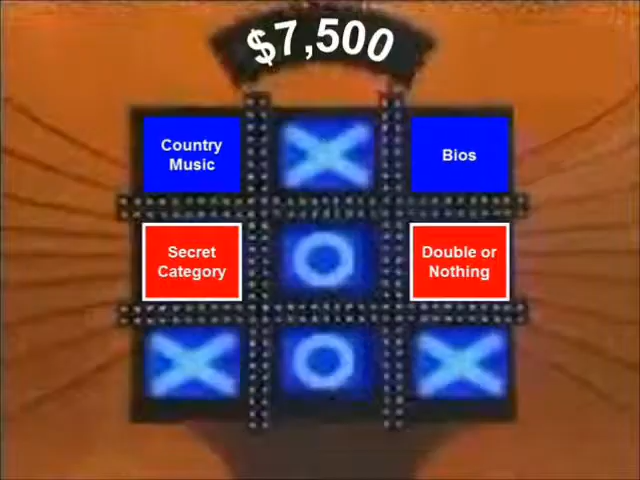 $7,500
Country
Music
X
Bios
Secret
Category
O
Double or
Nothing
X
O
X